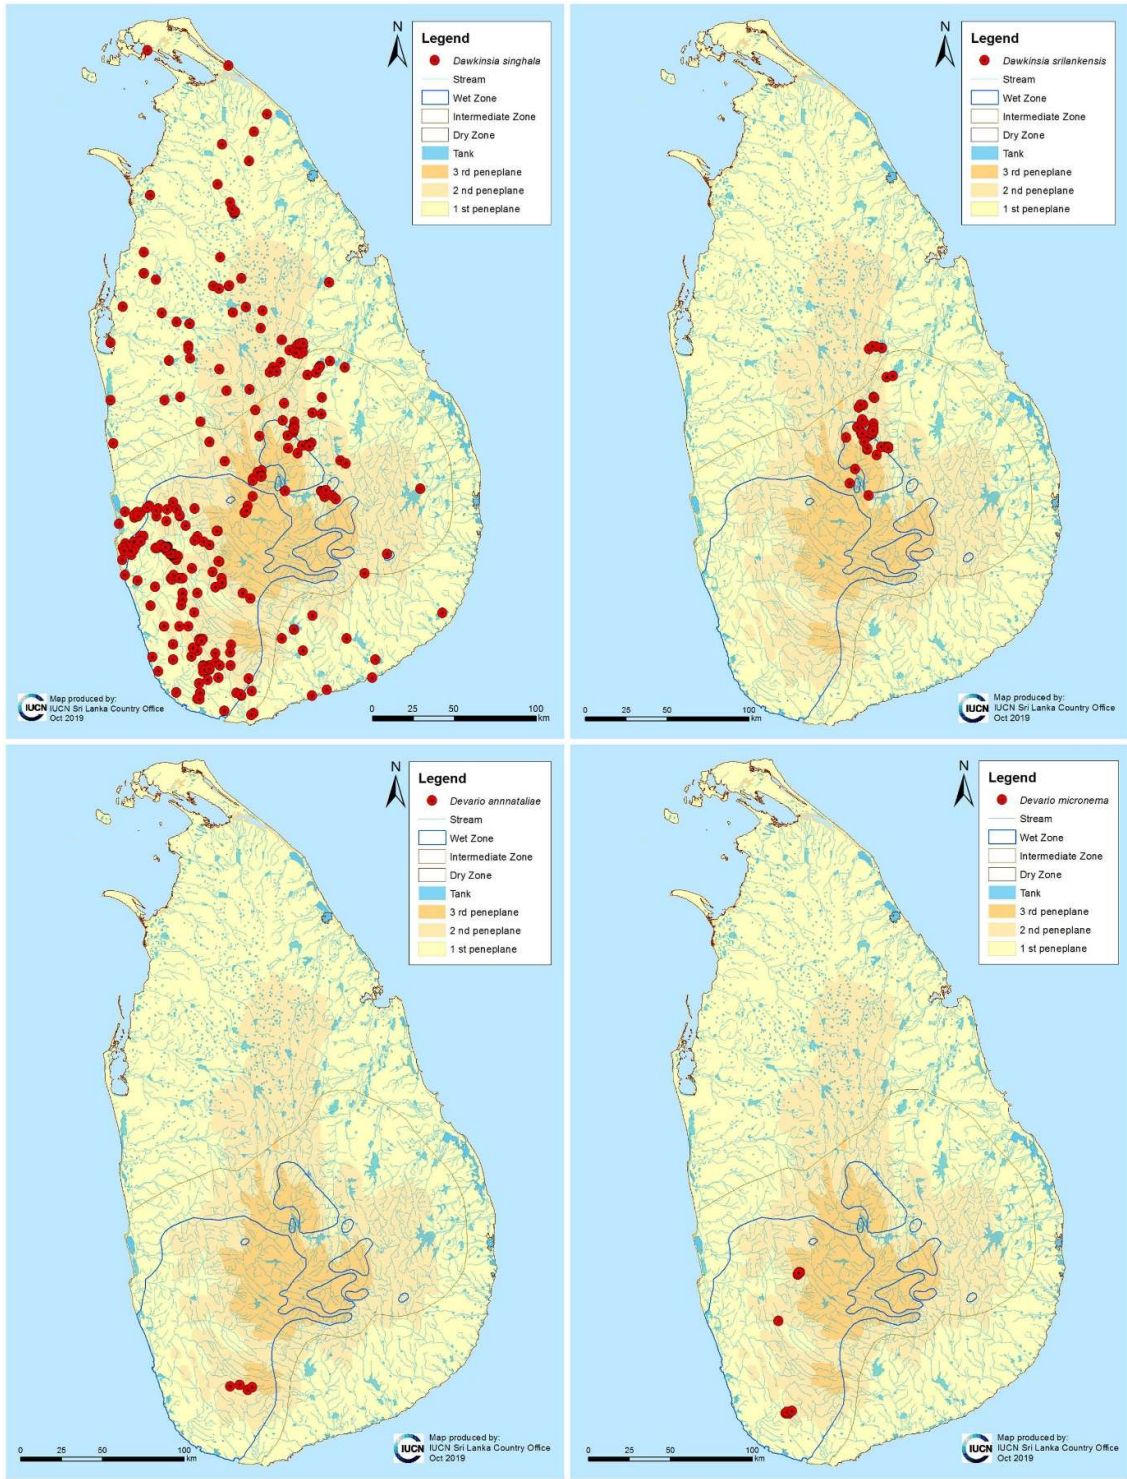 N
Legend
Dawkinsia singhala
Stream
Wet Zone
Intermediate Zone
Dry Zone
Tank
3 rd peneplane
2 nd peneplane
1 st peneplane
IUCN
Map produced by:
IUCN Sri Lanka Country Office
Oct 2019
0 25 50 100
km
N
Legend
Dawkinsia srilankensis
Stream
Wet Zone
Intermediate Zone
Dry Zone
Tank
3 rd peneplane
2 nd peneplane
1 st peneplane
0 25 50 100
km
IUCN
Map produced by:
IUCN Sri Lanka Country Office
Oct 2019
N
Legend
Devario annnataliae
Stream
Wet Zone
Intermediate Zone
Dry Zone
Tank
3 rd peneplane
2 nd peneplane
1 st peneplane
0 25 50 100
km
IUCN
Map produced by:
IUCN Sri Lanka Country Office
Oct 2019
N
Legend
Devario micronema
Stream
Wet Zone
Intermediate Zone
Dry Zone
Tank
3 rd peneplane
2 nd peneplane
1 st peneplane
0 25 50 100
km
IUCN
Map produced by:
IUCN Sri Lanka Country Office
Oct 2019